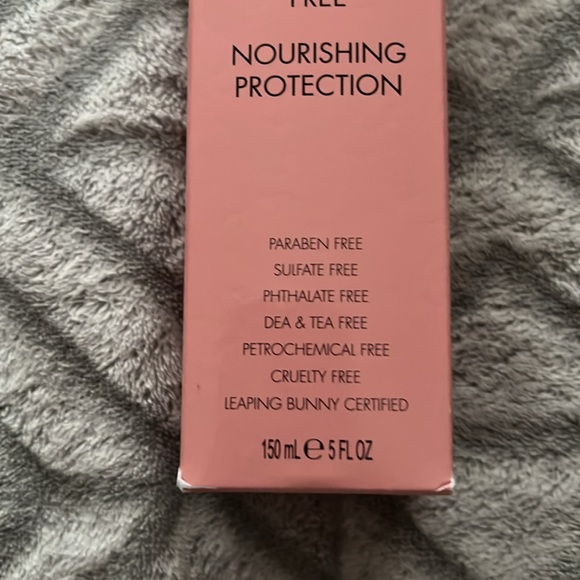 FREE
NOURISHING
PROTECTION
PARABEN FREE
SULFATE FREE
PHTHALATE FREE
DEA & TEA FREE
PETROCHEMICAL FREE
CRUELTY FREE
LEAPING BUNNY CERTIFIED
150 mL ℮ 5 FL OZ